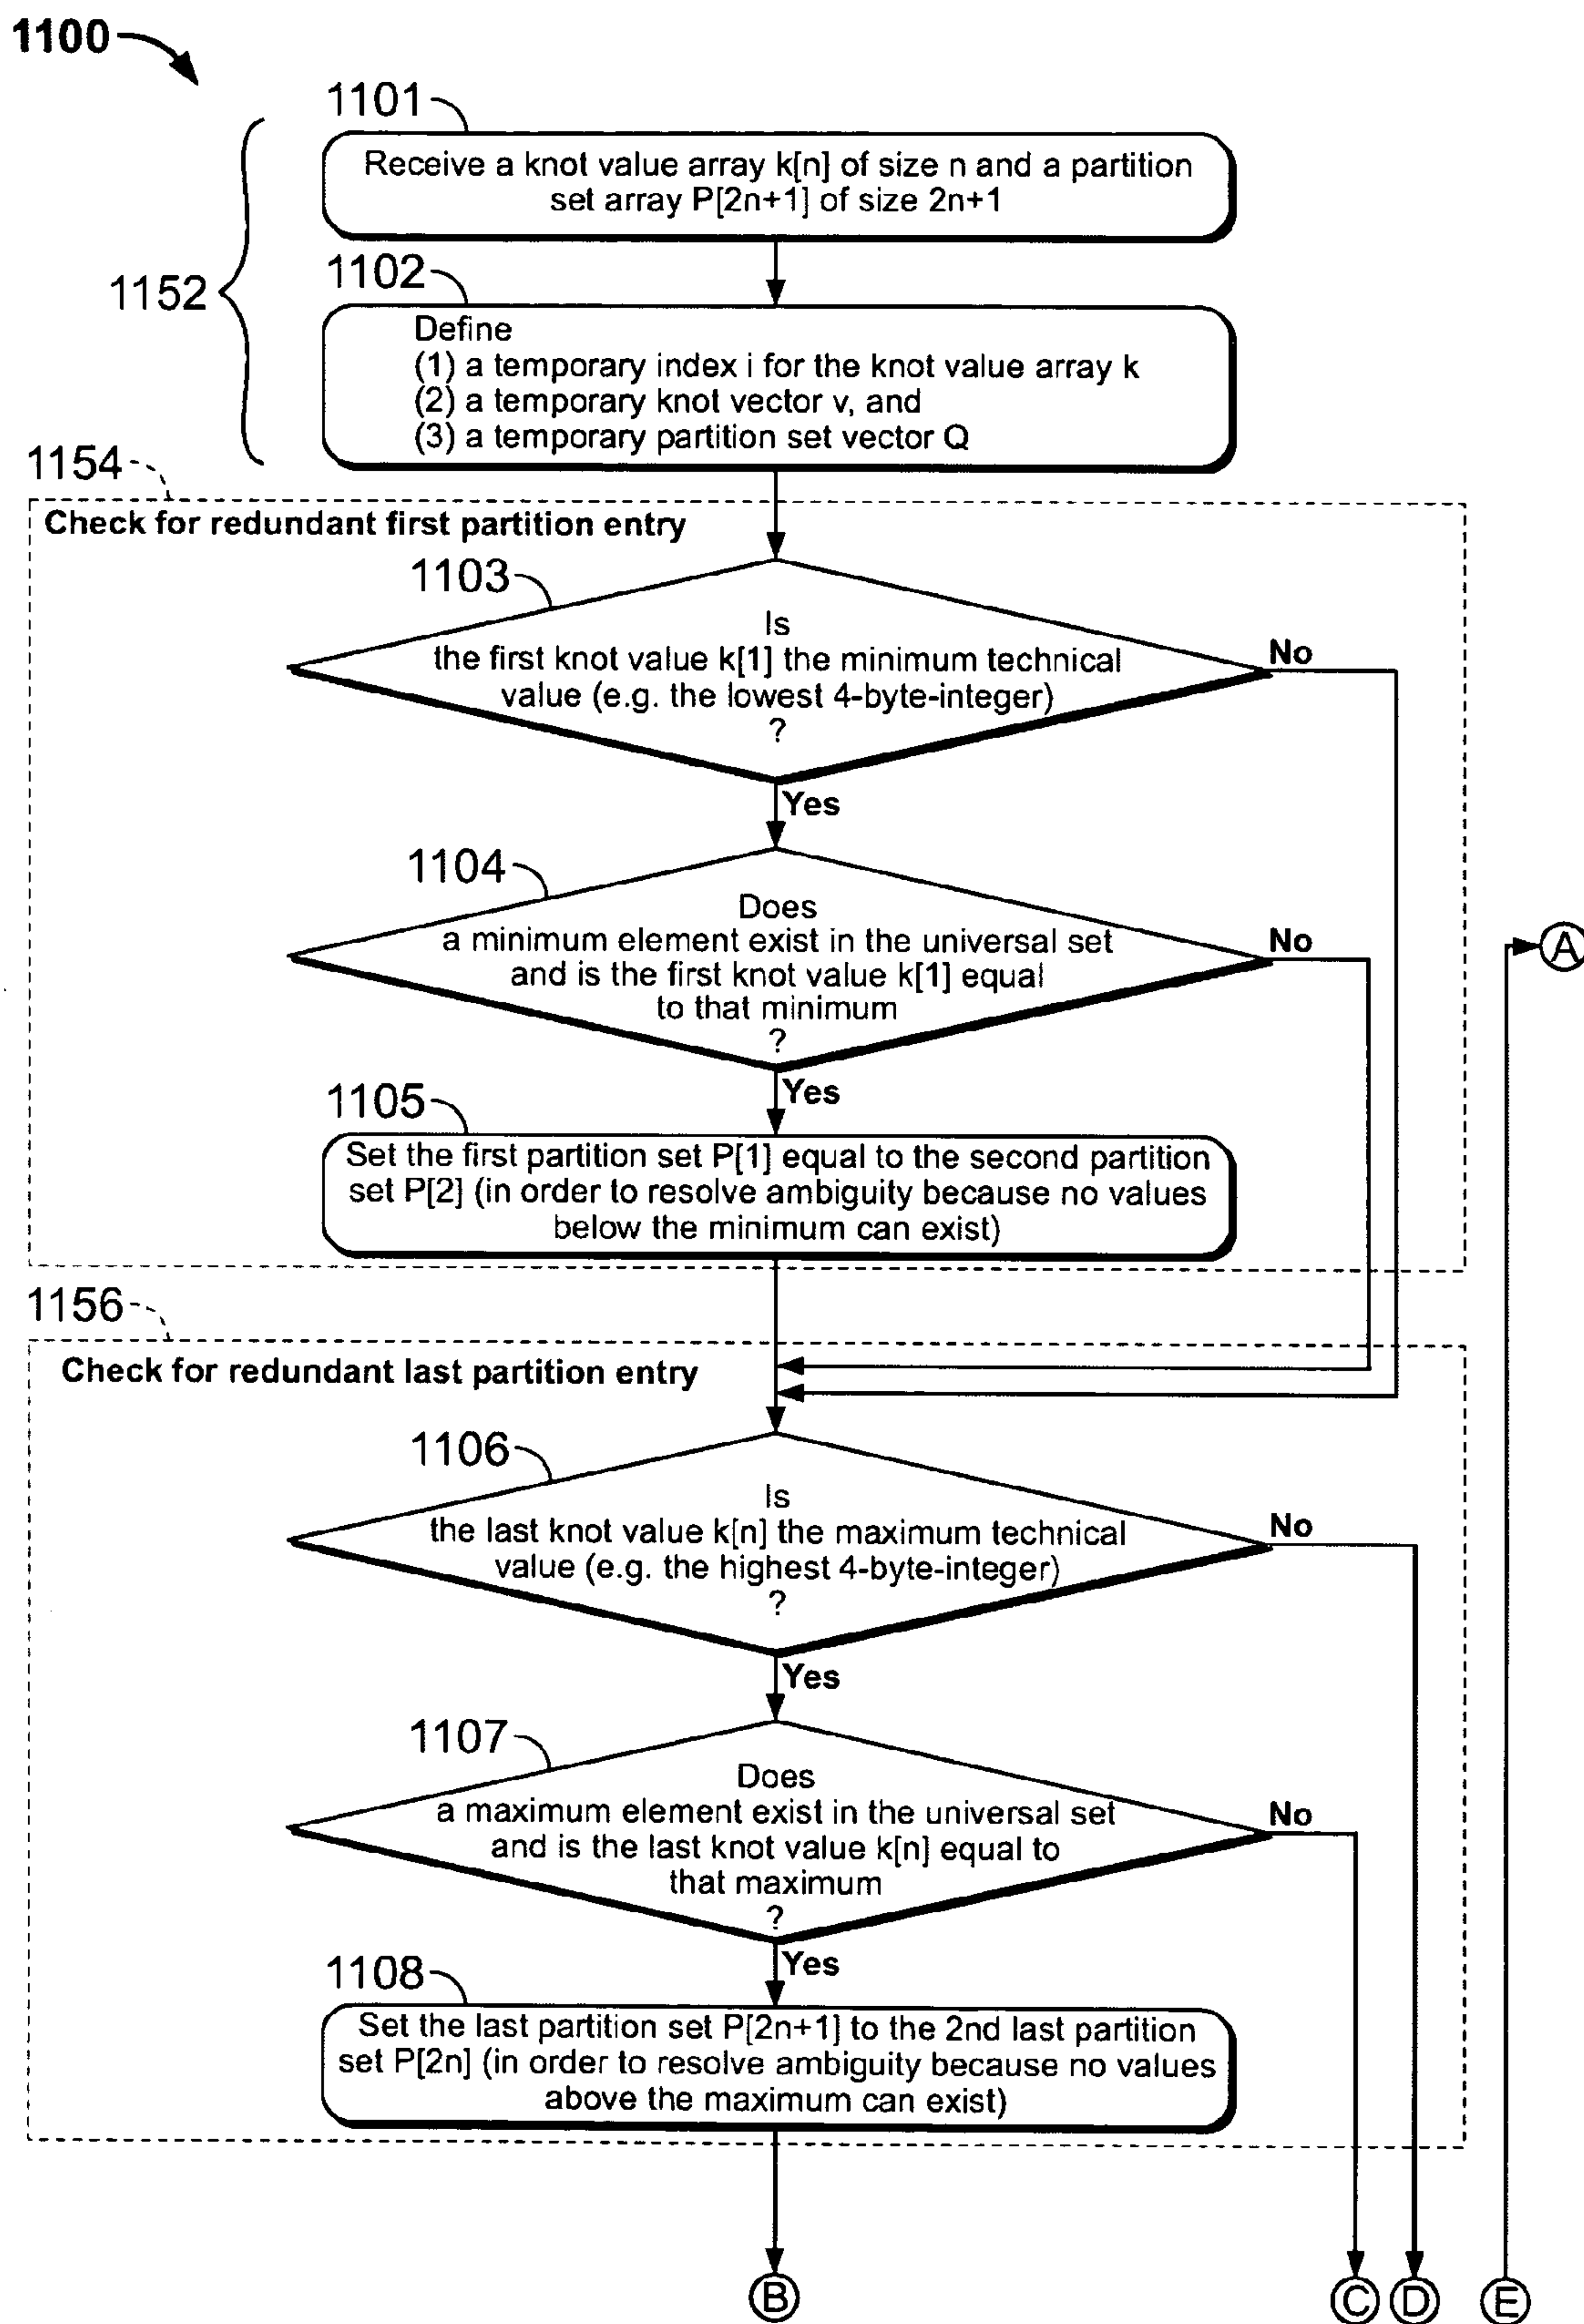 1100
1101
Receive a knot value array k[n] of size n and a partition
set array P[2n+1] of size 2n+1
1152
1102
Define
(1) a temporary index i for the knot value array k
(2) a temporary knot vector v, and
(3) a temporary partition set vector Q
1154
Check for redundant first partition entry
1103
Is
the first knot value k[1] the minimum technical
value (e.g. the lowest 4-byte-integer)
?
No
Yes
1104
Does
a minimum element exist in the universal set
and is the first knot value k[1] equal
to that minimum
?
No
A
Yes
1105
Set the first partition set P[1] equal to the second partition
set P[2] (in order to resolve ambiguity because no values
below the minimum can exist)
1156
Check for redundant last partition entry
1106
Is
the last knot value k[n] the maximum technical
value (e.g. the highest 4-byte-integer)
?
No
Yes
1107
Does
a maximum element exist in the universal set
and is the last knot value k[n] equal to
that maximum
?
No
Yes
1108
Set the last partition set P[2n+1] to the 2nd last partition
set P[2n] (in order to resolve ambiguity because no values
above the maximum can exist)
B
C
D
E